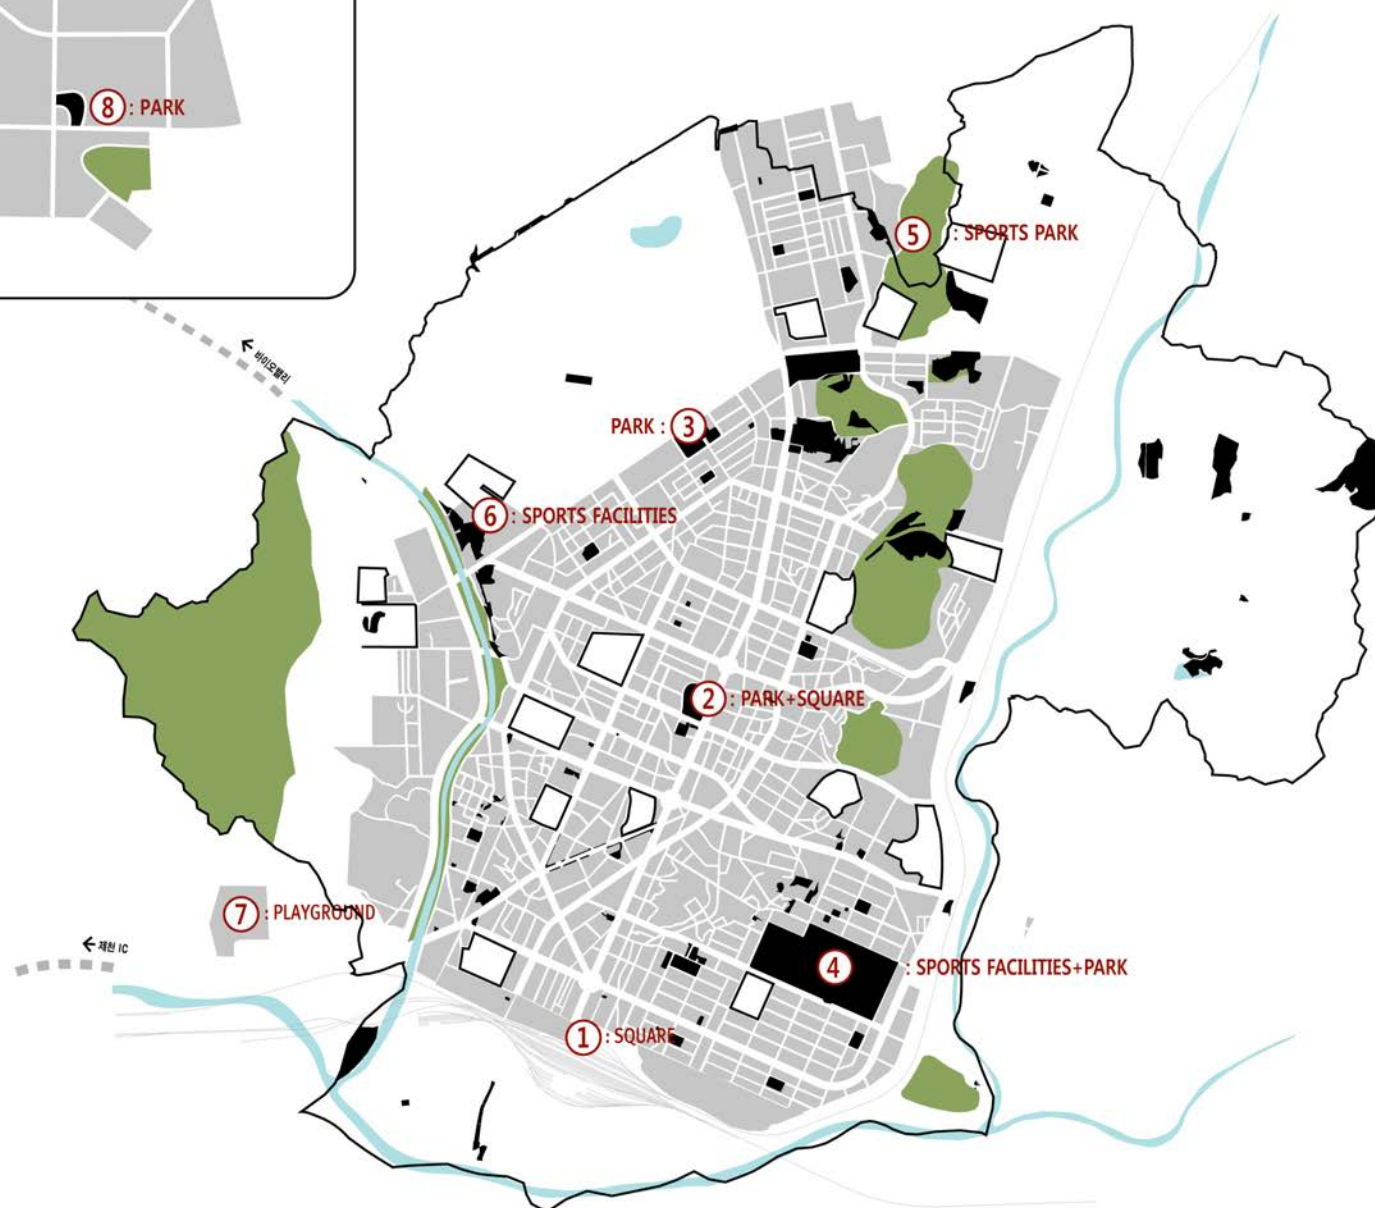 8 : PARK
5 : SPORTS PARK
바이오밸리
PARK : 3
6 : SPORTS FACILITIES
2 : PARK+SQUARE
7 : PLAYGROUND
제천 IC
4 : SPORTS FACILITIES+PARK
1 : SQUARE